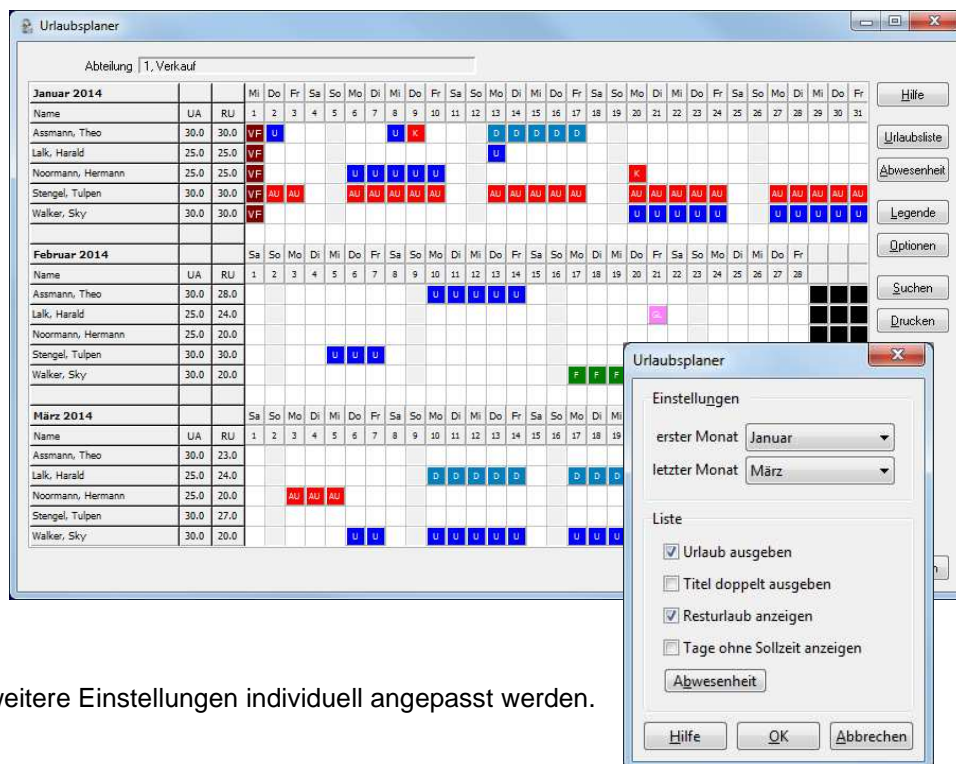 Urlaubsplaner
Abteilung 1, Verkauf
Januar 2014 Mi Do Fr Sa So Mo Di Mi Do Fr Sa So Mo Di Mi Do Fr Sa So Mo Di Mi Do Fr Sa So Mo Di Mi Do Fr
Name UA RU 1 2 3 4 5 6 7 8 9 10 11 12 13 14 15 16 17 18 19 20 21 22 23 24 25 26 27 28 29 30 31
Assmann, Theo 30.0 30.0 VF U U K D D D D D
Lalk, Harald 25.0 25.0 VF U
Noormann, Hermann 25.0 25.0 VF U U U U U K
Stengel, Tulpen 30.0 30.0 VF AU AU AU AU AU AU AU AU AU AU AU AU AU AU AU AU AU AU AU AU AU AU
Walker, Sky 30.0 30.0 VF U U U U U U U U U U
Februar 2014 Sa So Mo Di Mi Do Fr Sa So Mo Di Mi Do Fr Sa So Mo Di Mi Do Fr Sa So Mo Di Mi Do Fr
Name UA RU 1 2 3 4 5 6 7 8 9 10 11 12 13 14 15 16 17 18 19 20 21 22 23 24 25 26 27 28
Assmann, Theo 30.0 28.0 U U U U U
Lalk, Harald 25.0 24.0 GL
Noormann, Hermann 25.0 20.0
Stengel, Tulpen 30.0 30.0 U U U
Walker, Sky 30.0 20.0 F F F
März 2014 Sa So Mo Di Mi Do Fr Sa So Mo Di Mi Do Fr Sa So Mo Di Mi
Name UA RU 1 2 3 4 5 6 7 8 9 10 11 12 13 14 15 16 17 18 19
Assmann, Theo 30.0 23.0
Lalk, Harald 25.0 24.0 D D D D D D D D
Noormann, Hermann 25.0 20.0 AU AU AU
Stengel, Tulpen 30.0 27.0
Walker, Sky 30.0 20.0 U U U U U U U U U U
Hilfe
Urlaubsliste
Abwesenheit
Legende
Optionen
Suchen
Drucken
Urlaubsplaner
Einstellungen
erster Monat Januar
letzter Monat März
Liste
Urlaub ausgeben
Titel doppelt ausgeben
Resturlaub anzeigen
Tage ohne Sollzeit anzeigen
Abwesenheit
Hilfe OK Abbrechen
weitere Einstellungen individuell angepasst werden.